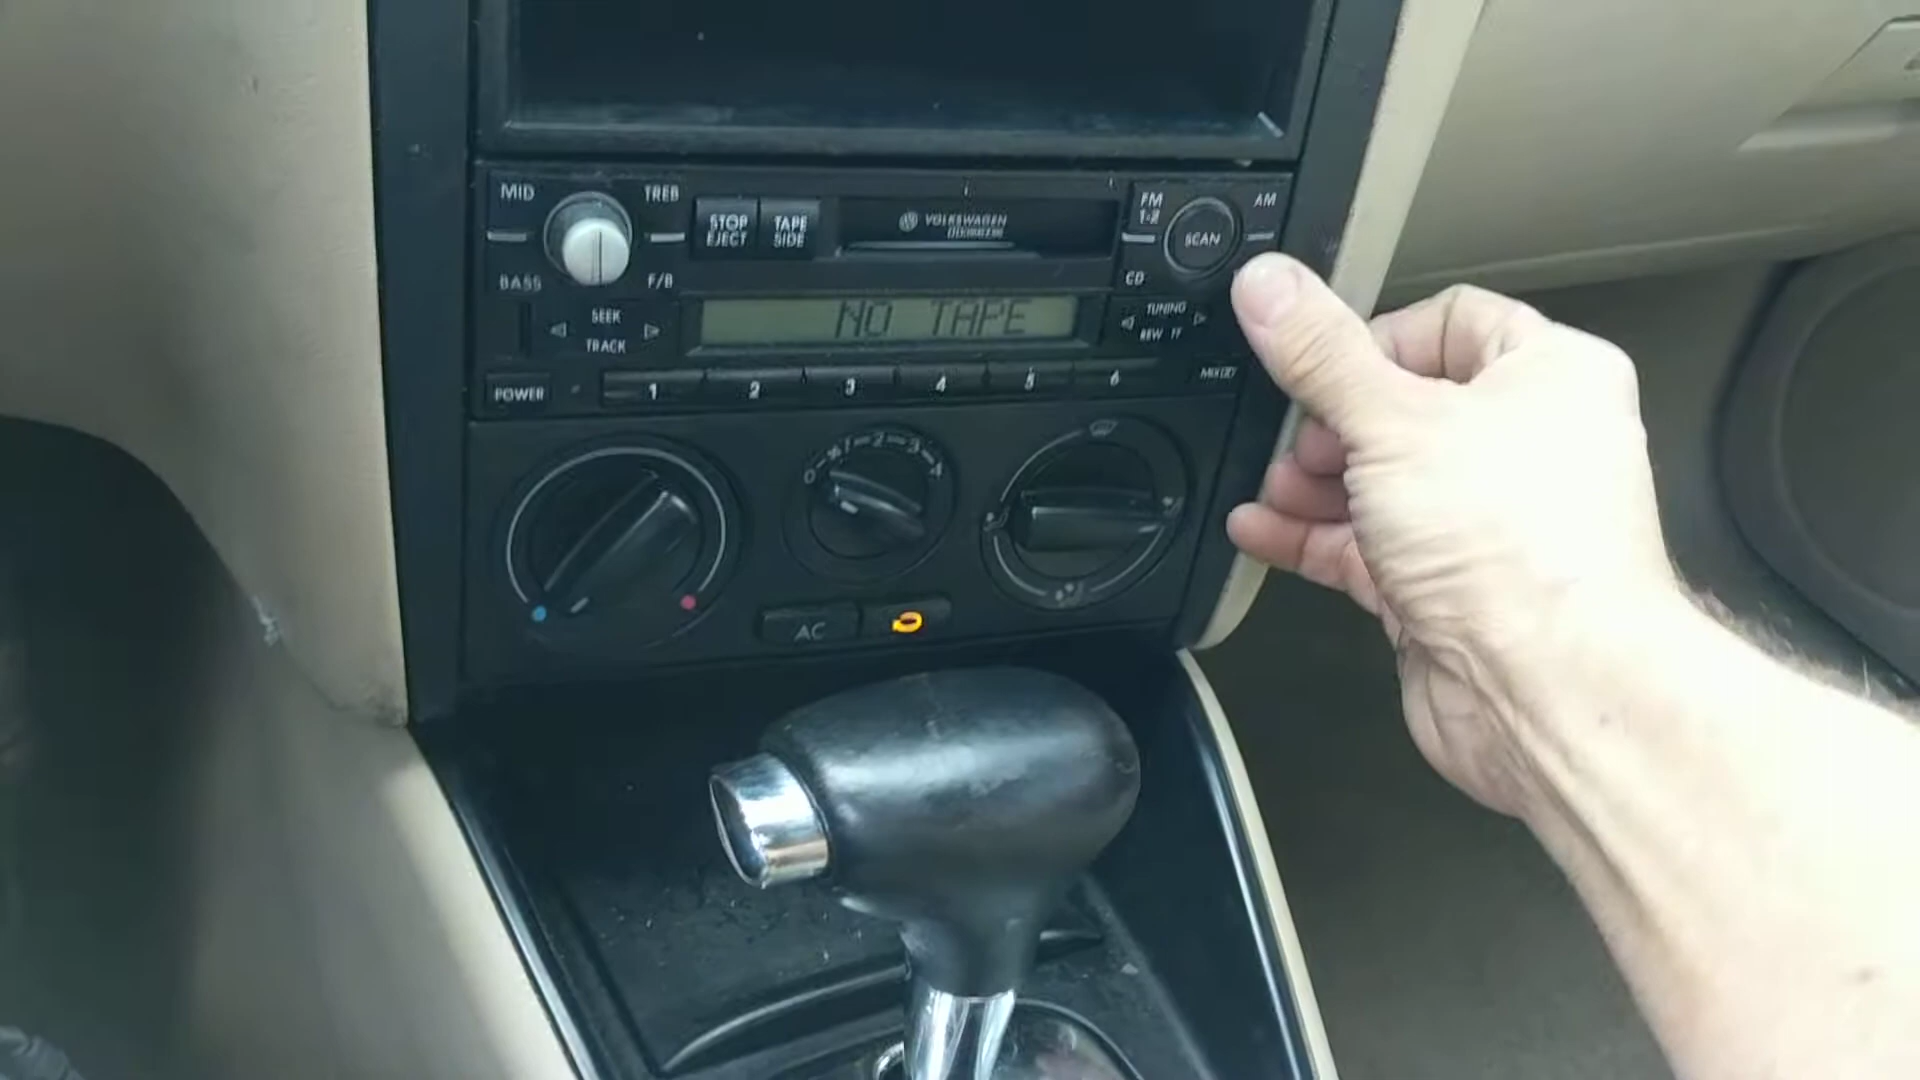 MID
TREB
BASS
F/B
STOP
EJECT
TAPE
SIDE
VOLKSWAGEN
FM
1-2
AM
SCAN
CD
SEEK
TRACK
NO TAPE
TUNING
REW FF
POWER
1 2 3 4 5 6
0 1 2 3 4
AC